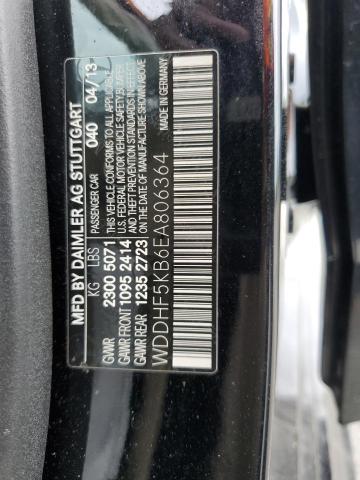 MFD BY DAIMLER AG STUTTGART
PASSENGER CAR 040 04/13
KG LBS
GVWR 2300 5071
GAWR FRONT 1095 2414
GAWR REAR 1235 2723
THIS VEHICLE CONFORMS TO ALL APPLICABLE
U.S. FEDERAL MOTOR VEHICLE SAFETY, BUMPER
AND THEFT PREVENTION STANDARDS IN EFFECT
ON THE DATE OF MANUFACTURE SHOWN ABOVE
MADE IN GERMANY
WDDHF5KB6EA806364